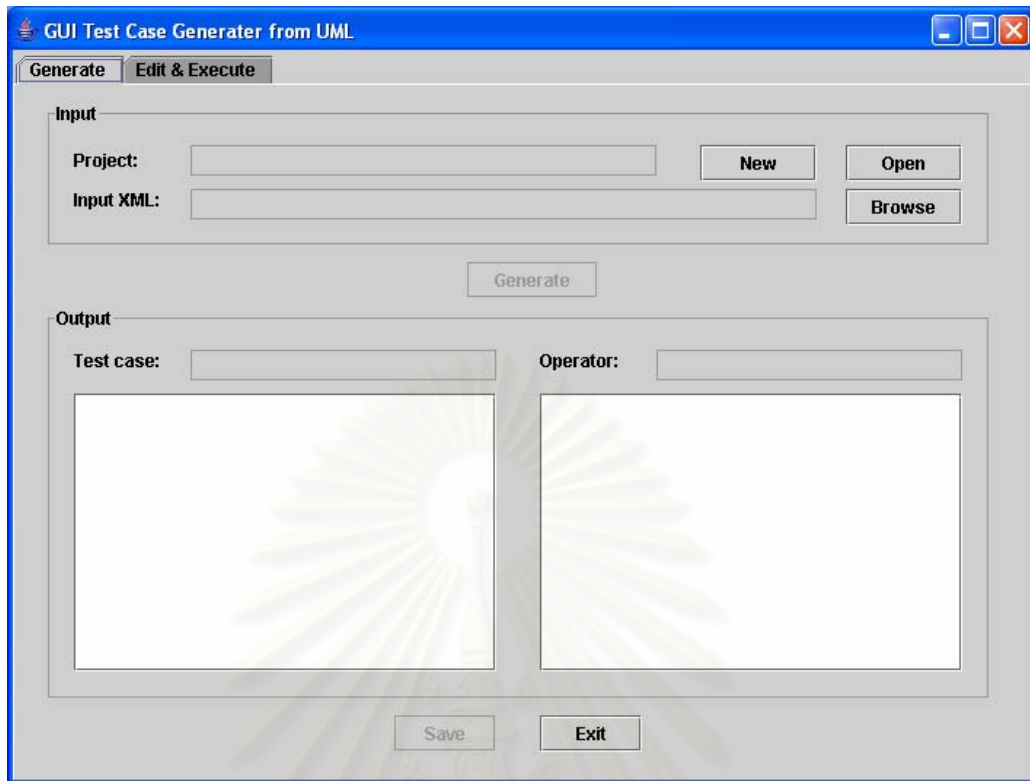 GUI Test Case Generater from UML
Generate Edit & Execute
Input
Project: New Open
Input XML: Browse
Generate
Output
Test case: Operator:
Save Exit